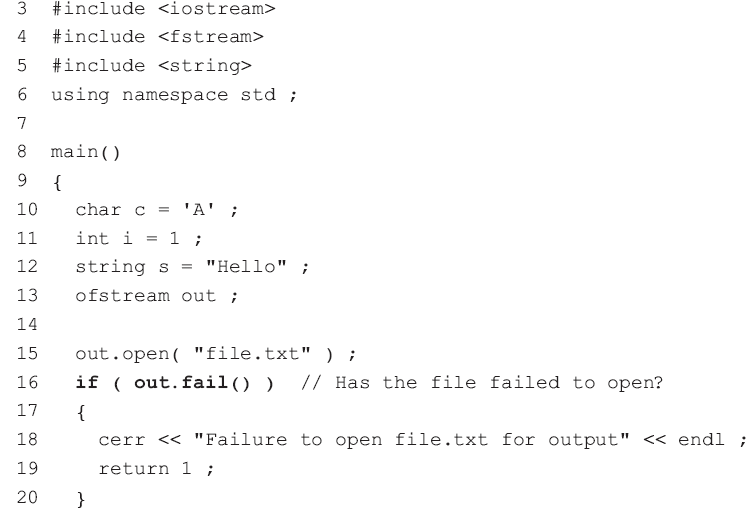 3 #include <iostream>
4 #include <fstream>
5 #include <string>
6 using namespace std ;
7
8 main()
9 {
10 char c = 'A' ;
11 int i = 1 ;
12 string s = "Hello" ;
13 ofstream out ;
14
15 out.open( "file.txt" ) ;
16 if ( out.fail() ) // Has the file failed to open?
17 {
18 cerr << "Failure to open file.txt for output" << endl ;
19 return 1 ;
20 }